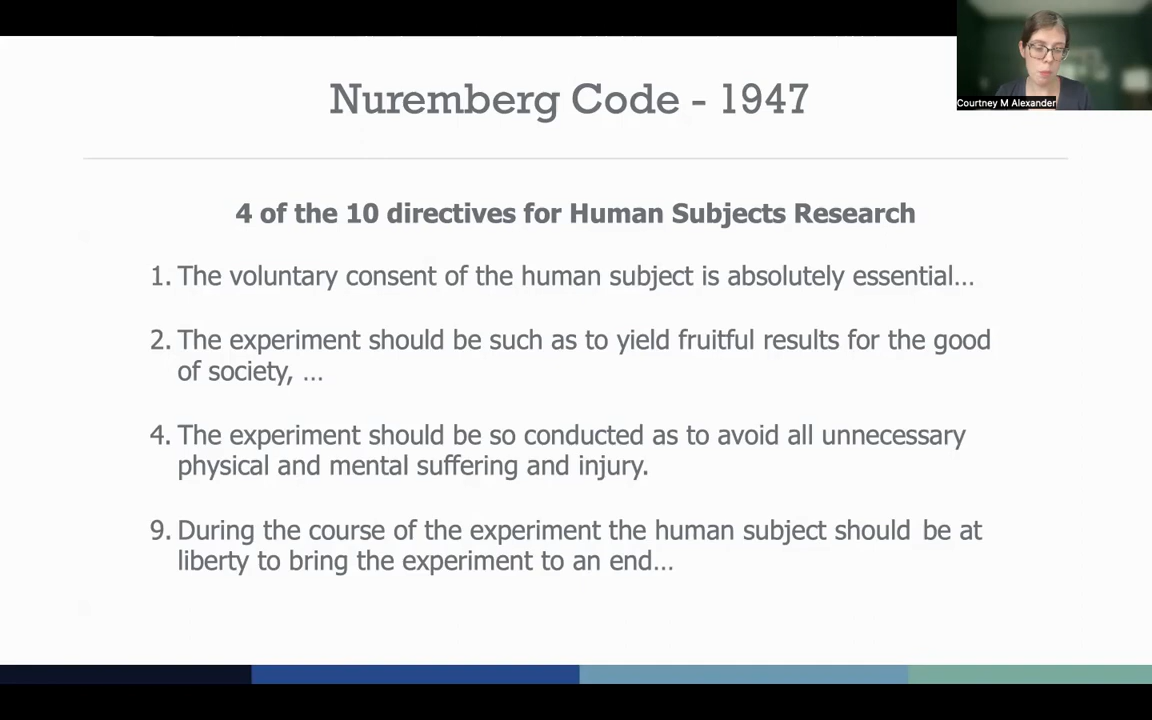 Nuremberg Code - 1947
Courtney M Alexander
4 of the 10 directives for Human Subjects Research
1. The voluntary consent of the human subject is absolutely essential...
2. The experiment should be such as to yield fruitful results for the good
of society, ...
4. The experiment should be so conducted as to avoid all unnecessary
physical and mental suffering and injury.
9. During the course of the experiment the human subject should be at
liberty to bring the experiment to an end...